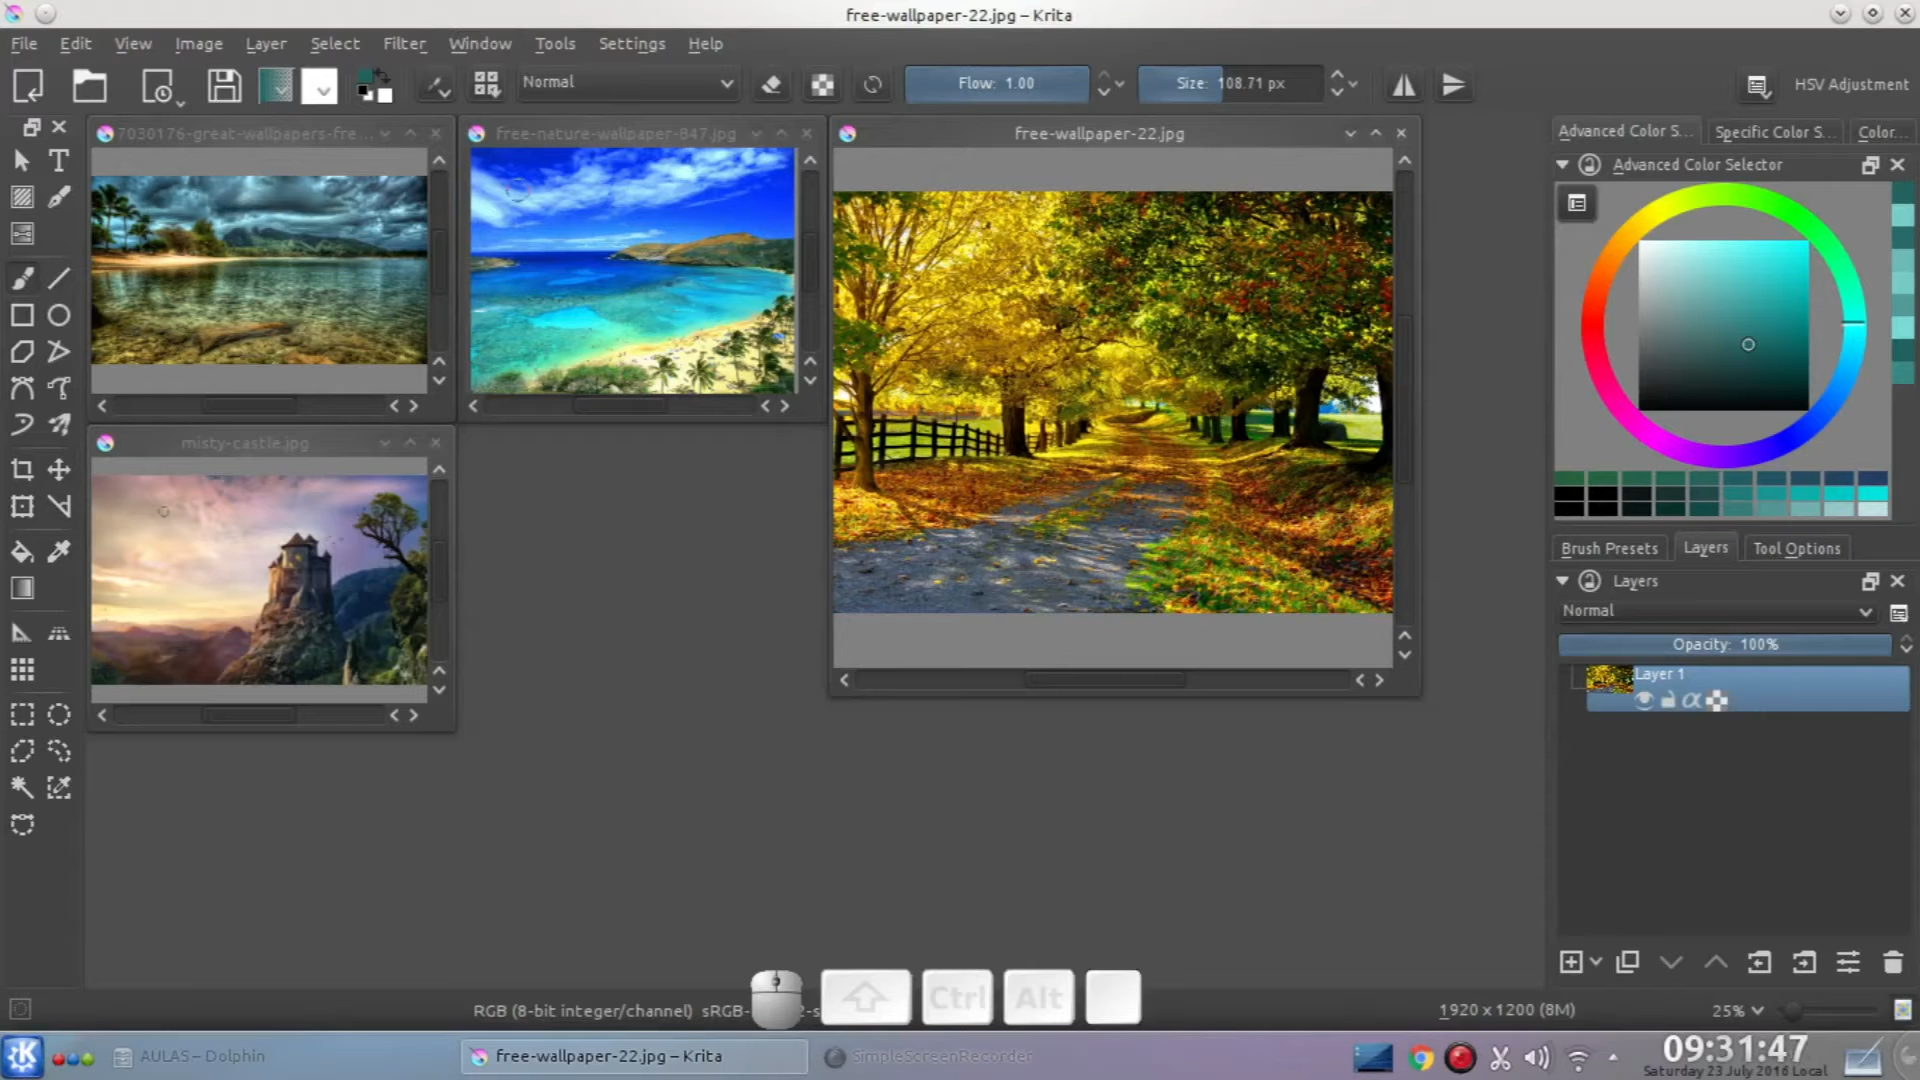 free-wallpaper-22.jpg – Krita
File Edit View Image Layer Select Filter Window Tools Settings Help
Normal
Flow: 1.00
Size: 108.71 px
HSV Adjustment
7030176-great-wallpapers-fre...
free-nature-wallpaper-847.jpg
free-wallpaper-22.jpg
Advanced Color S...
Specific Color S...
Color...
Advanced Color Selector
misty-castle.jpg
Brush Presets
Layers
Tool Options
Layers
Normal
Opacity: 100%
Layer 1
Ctrl
Alt
RGB (8-bit integer/channel) sRGB-
1920 x 1200 (8M)
25%
AULAS – Dolphin
free-wallpaper-22.jpg – Krita
SimpleScreenRecorder
09:31:47
Saturday 23 July 2016 Local